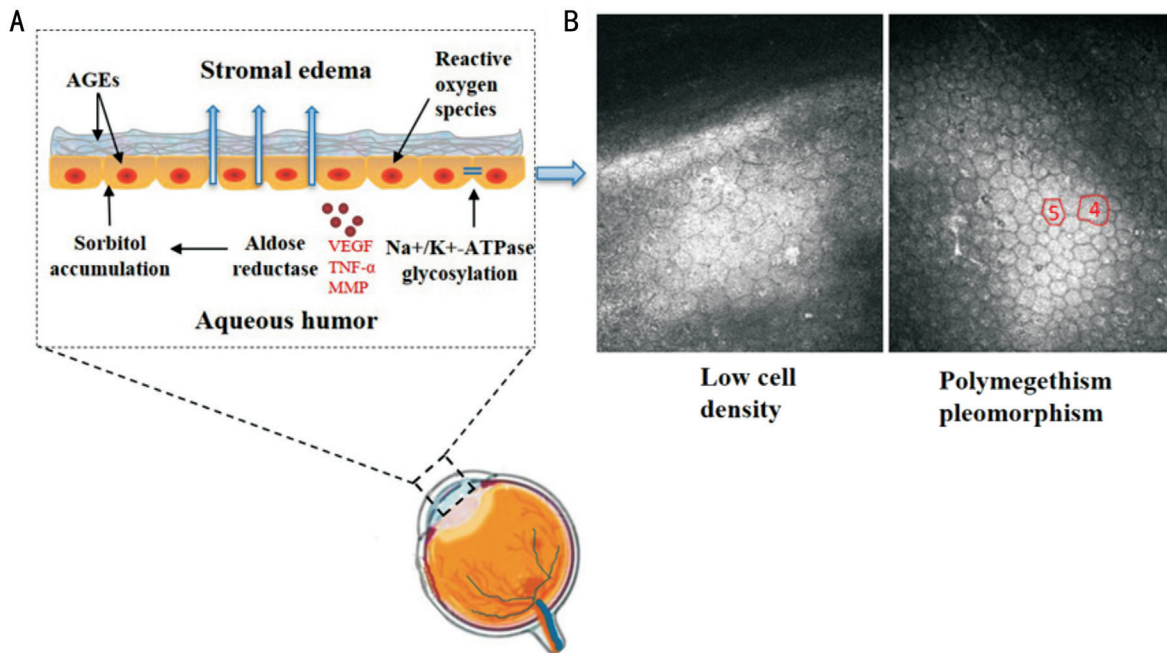 A
Stromal edema
AGEs
Reactive
oxygen
species
Sorbitol
accumulation
Aldose
reductase
VEGF
TNF-α
MMP
Na+/K+-ATPase
glycosylation
Aqueous humor
B
5
4
Low cell
density
Polymegethism
pleomorphism